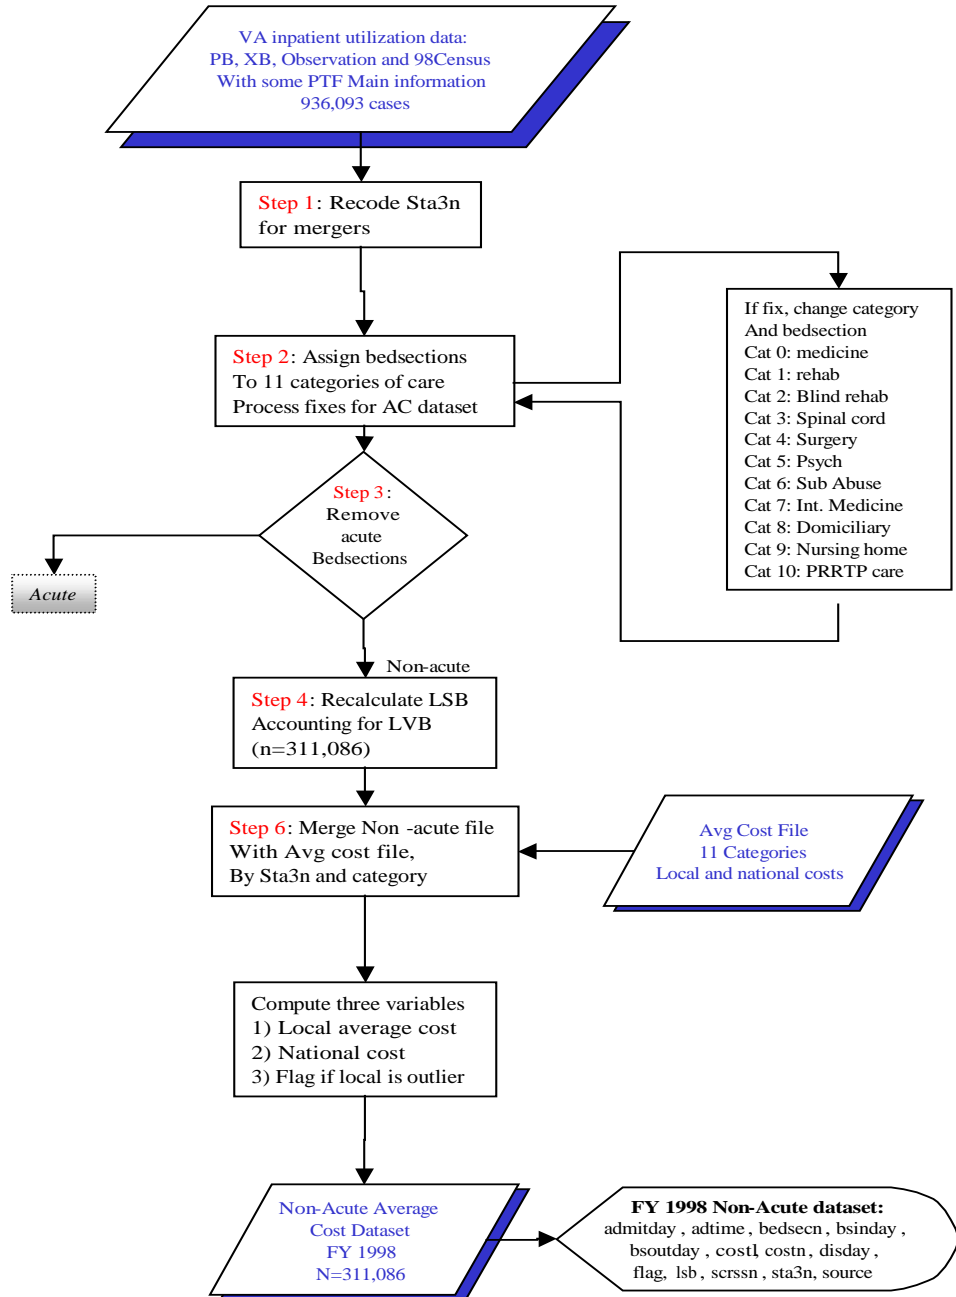 VA inpatient utilization data:
PB, XB, Observation and 98Census
With some PTF Main information
936,093 cases
Step 1: Recode Sta3n
for mergers
Step 2: Assign bedsections
To 11 categories of care
Process fixes for AC dataset
If fix, change category
And bedsection
Cat 0: medicine
Cat 1: rehab
Cat 2: Blind rehab
Cat 3: Spinal cord
Cat 4: Surgery
Cat 5: Psych
Cat 6: Sub Abuse
Cat 7: Int. Medicine
Cat 8: Domiciliary
Cat 9: Nursing home
Cat 10: PRRTP care
Step 3:
Remove
acute
Bedsections
Acute
Non-acute
Step 4: Recalculate LSB
Accounting for LVB
(n=311,086)
Step 6: Merge Non -acute file
With Avg cost file,
By Sta3n and category
Avg Cost File
11 Categories
Local and national costs
Compute three variables
1) Local average cost
2) National cost
3) Flag if local is outlier
Non-Acute Average
Cost Dataset
FY 1998
N=311,086
FY 1998 Non-Acute dataset:
admitday , adtime , bedsecn, bsinday ,
bsoutday , costl, costn, disday ,
flag, lsb , scrssn , sta3n, source